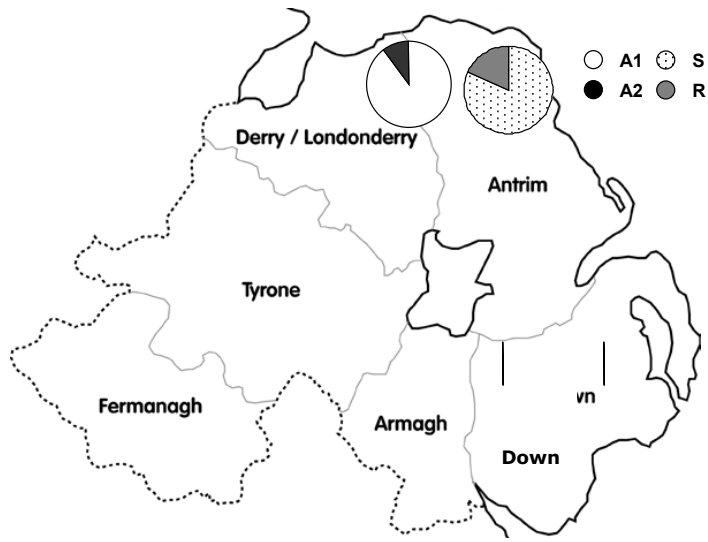 A1 S
A2 R
Derry / Londonderry
Antrim
Tyrone
Fermanagh
Armagh
Down